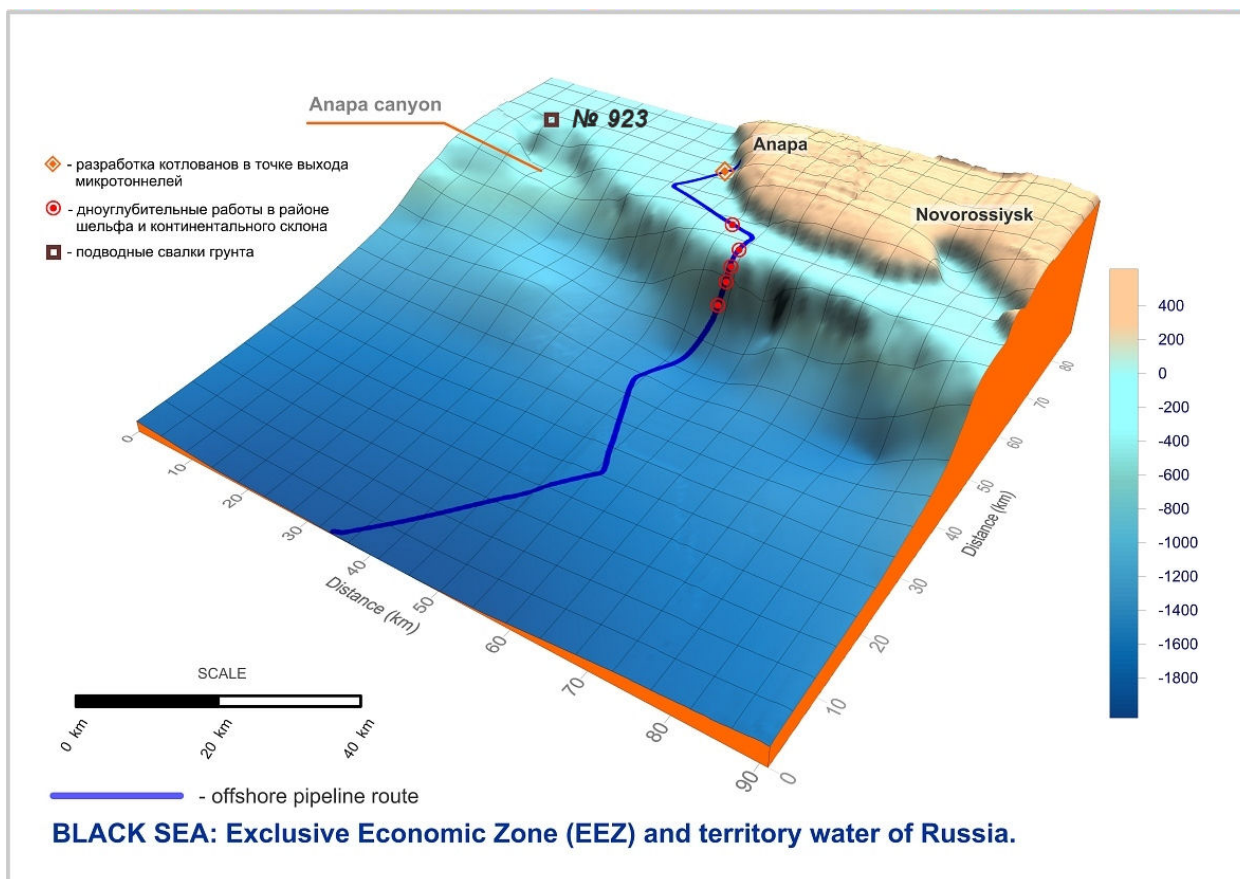 Anapa canyon
№ 923
Anapa
Novorossiysk
- разработка котлованов в точке выхода
микротоннелей
- дноуглубительные работы в районе
шельфа и континентального склона
- подводные свалки грунта
400
200
0
-200
-400
-600
-800
-1000
-1200
-1400
-1600
-1800
0
10
20
30
40
50
60
70
80
90
Distance (km)
0
10
20
30
40
50
60
70
80
Distance (km)
SCALE
0 km
20 km
40 km
- offshore pipeline route
BLACK SEA: Exclusive Economic Zone (EEZ) and territory water of Russia.